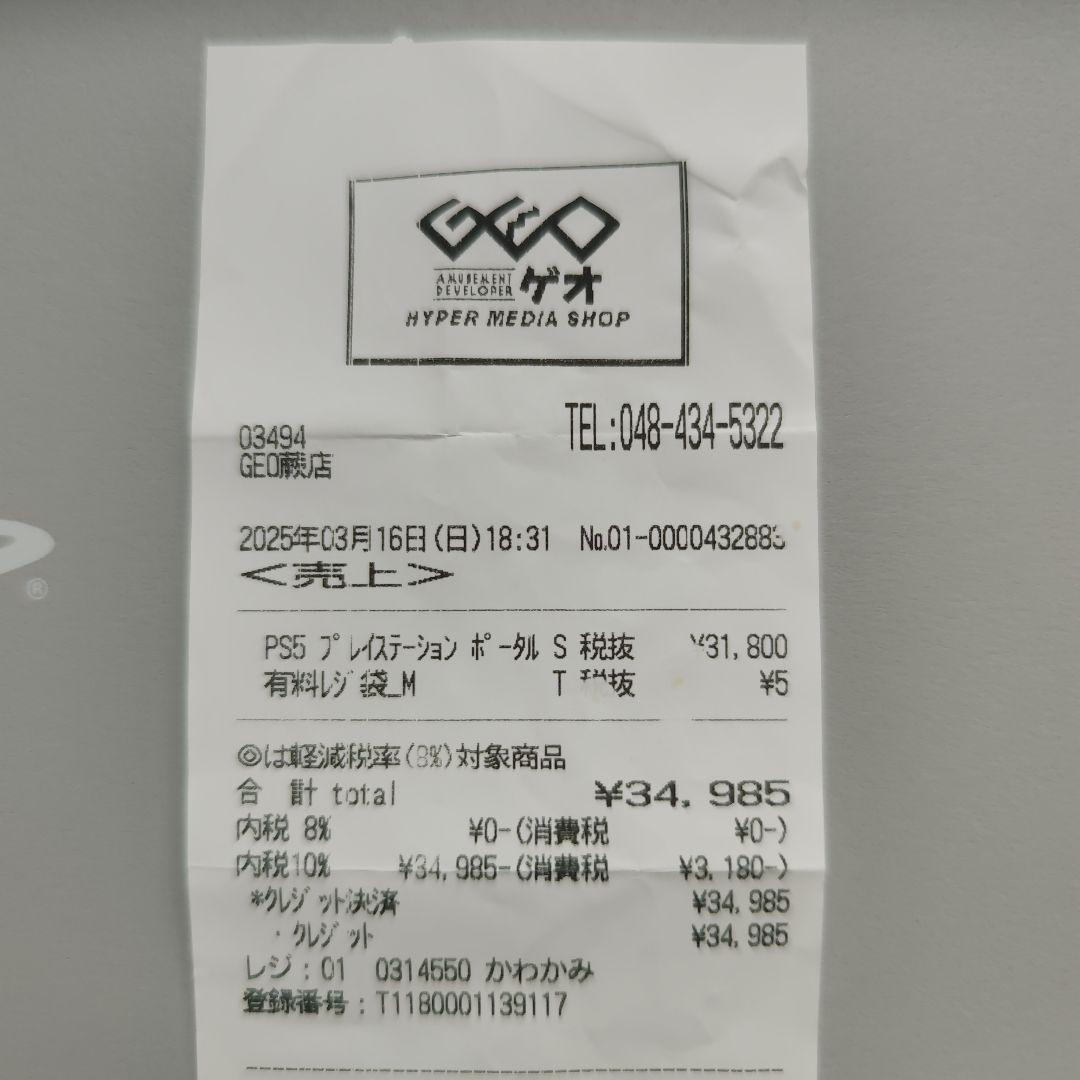 GEO
AMUSEMENT DEVELOPER ゲオ
HYPER MEDIA SHOP
TEL:048-434-5322
03494
GEO蕨店
2025年03月16日(日)18:31 №01-0000432883
<売上>
PS5 プレイステーション ポータル S 税抜 ¥31,800
有料レジ袋_M T 税抜 ¥5
◎は軽減税率(8%)対象商品
合 計 total ¥34,985
内税 8% ¥0-(消費税 ¥0-)
内税10% ¥34,985-(消費税 ¥3,180-)
*クレジット決済 ¥34,985
・クレジット ¥34,985
レジ:01 0314550 かわかみ
登録番号:T1180001139117
®